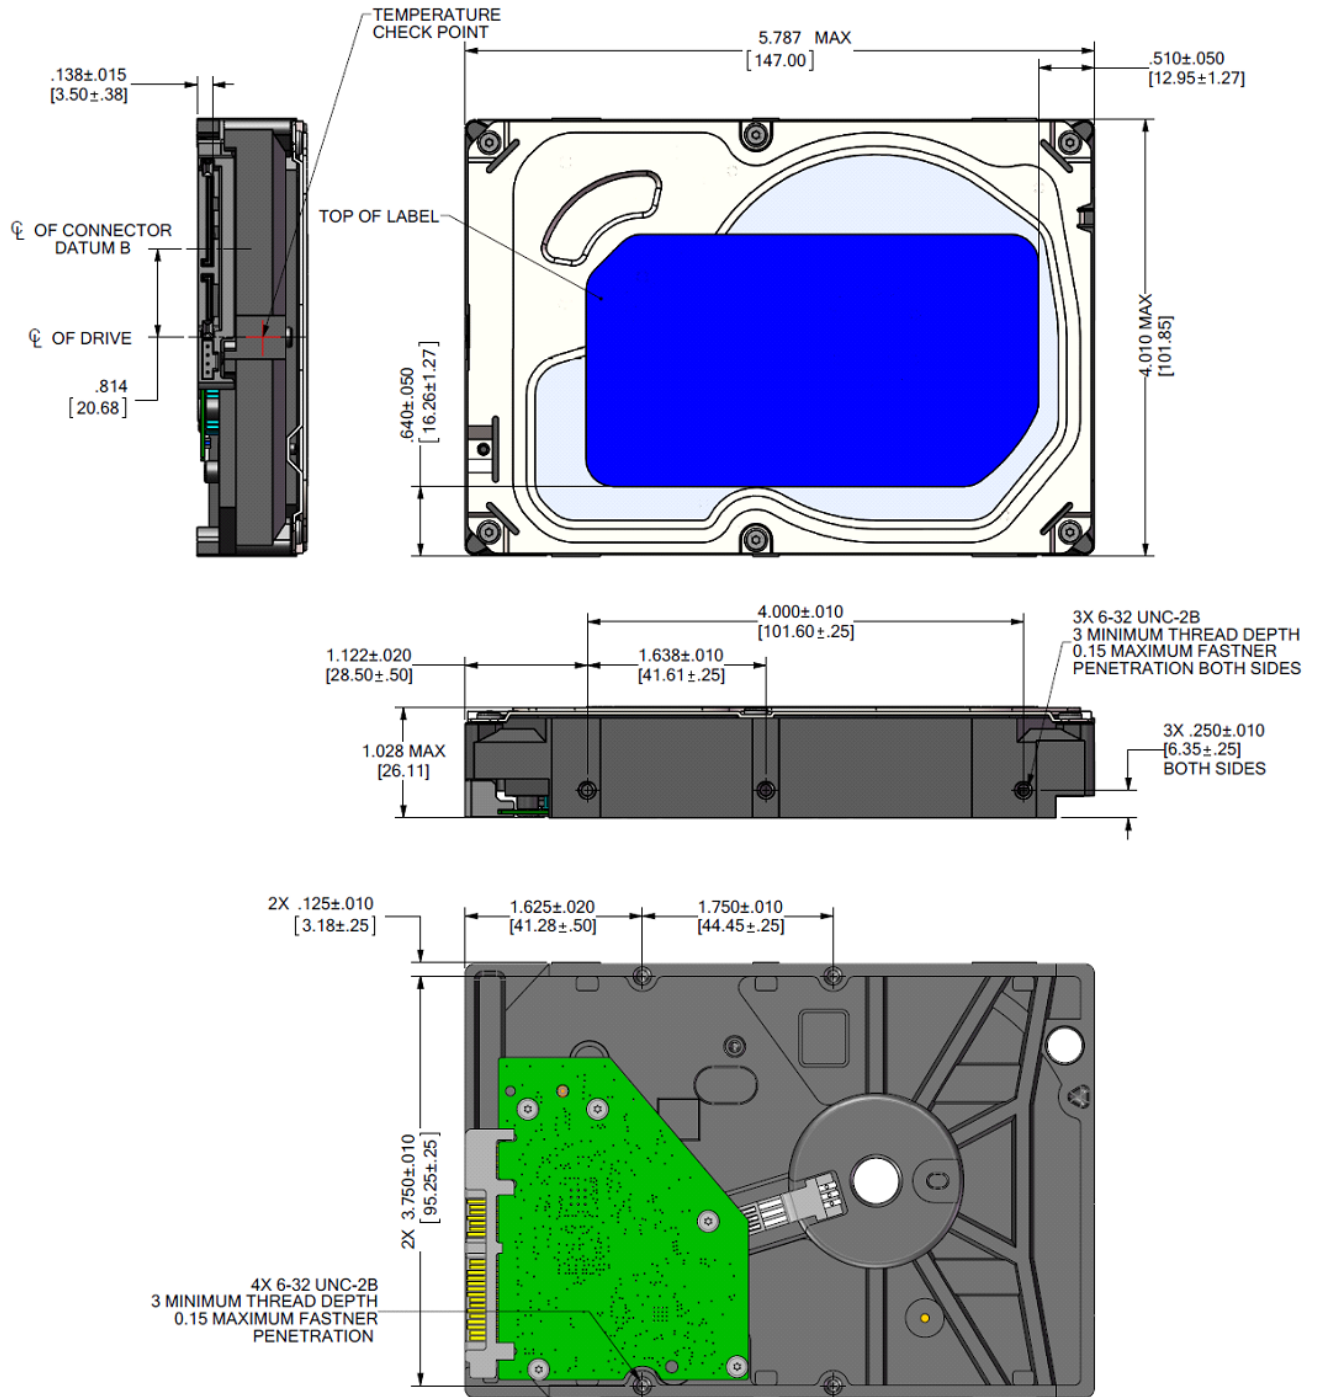 TEMPERATURE
CHECK POINT
5.787 MAX
[147.00]
.510±.050
[12.95±1.27]
.138±.015
[3.50±.38]
TOP OF LABEL
℄ OF CONNECTOR
DATUM B
℄ OF DRIVE
.814
[20.68]
.640±.050
[16.26±1.27]
4.010 MAX
[101.85]
4.000±.010
[101.60±.25]
3X 6-32 UNC-2B
3 MINIMUM THREAD DEPTH
0.15 MAXIMUM FASTNER
PENETRATION BOTH SIDES
1.122±.020
[28.50±.50]
1.638±.010
[41.61±.25]
1.028 MAX
[26.11]
3X .250±.010
[6.35±.25]
BOTH SIDES
2X .125±.010
[3.18±.25]
1.625±.020
[41.28±.50]
1.750±.010
[44.45±.25]
2X 3.750±.010
[95.25±.25]
4X 6-32 UNC-2B
3 MINIMUM THREAD DEPTH
0.15 MAXIMUM FASTNER
PENETRATION